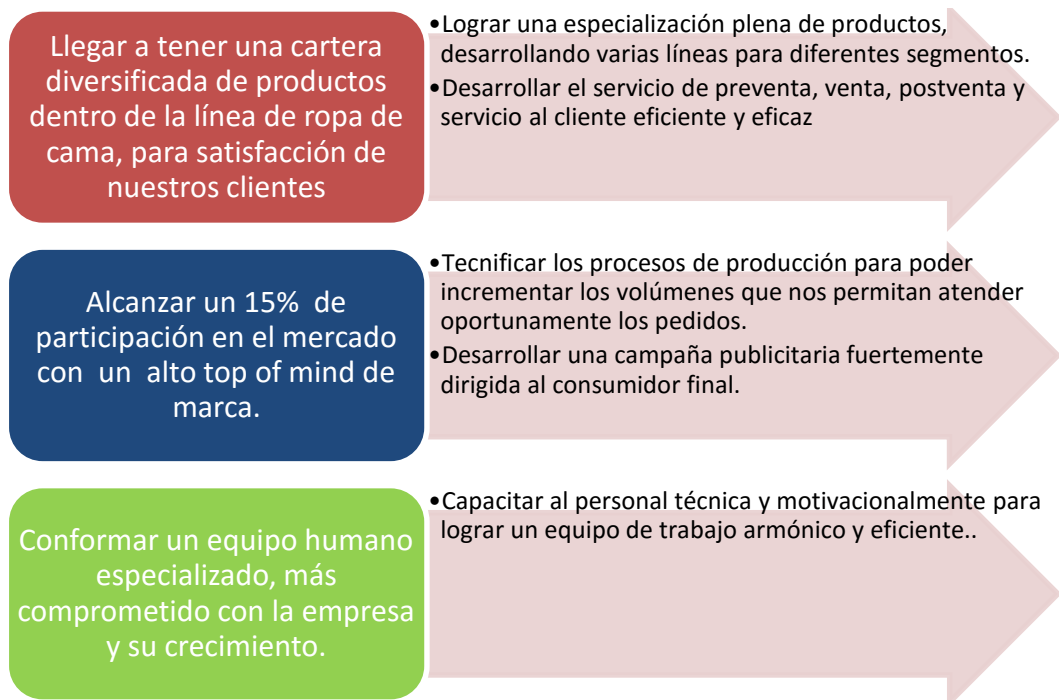 Llegar a tener una cartera
diversificada de productos
dentro de la línea de ropa de
cama, para satisfacción de
nuestros clientes
•Lograr una especialización plena de productos,
desarrollando varias líneas para diferentes segmentos.
•Desarrollar el servicio de preventa, venta, postventa y
servicio al cliente eficiente y eficaz
Alcanzar un 15% de
participación en el mercado
con un alto top of mind de
marca.
•Tecnificar los procesos de producción para poder
incrementar los volúmenes que nos permitan atender
oportunamente los pedidos.
•Desarrollar una campaña publicitaria fuertemente
dirigida al consumidor final.
Conformar un equipo humano
especializado, más
comprometido con la empresa
y su crecimiento.
•Capacitar al personal técnica y motivacionalmente para
lograr un equipo de trabajo armónico y eficiente..